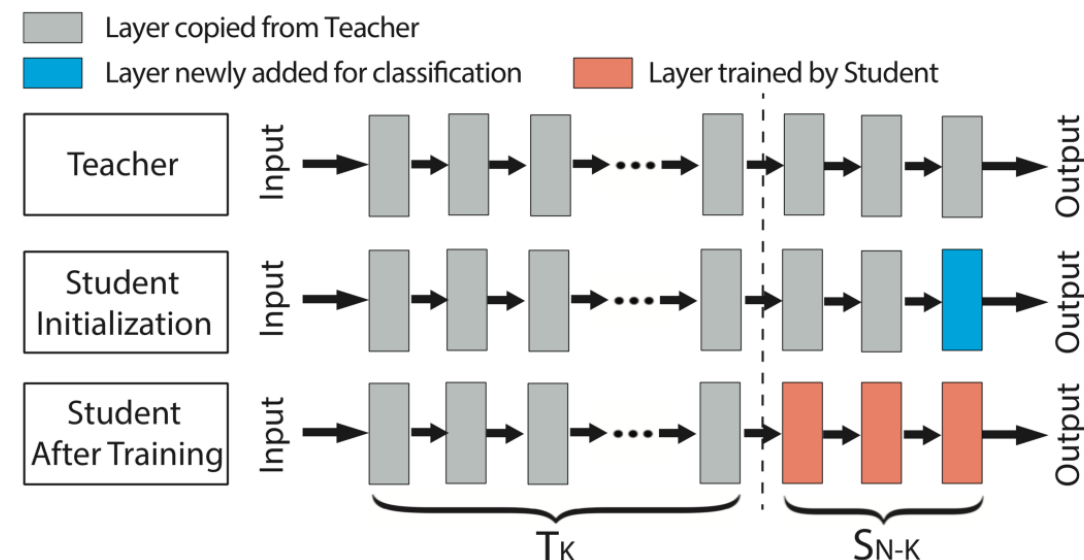 Layer copied from Teacher
Layer newly added for classification
Layer trained by Student
Teacher
Input
Output
Student
Initialization
Input
Output
Student
After Training
Input
Output
TK
SN-K